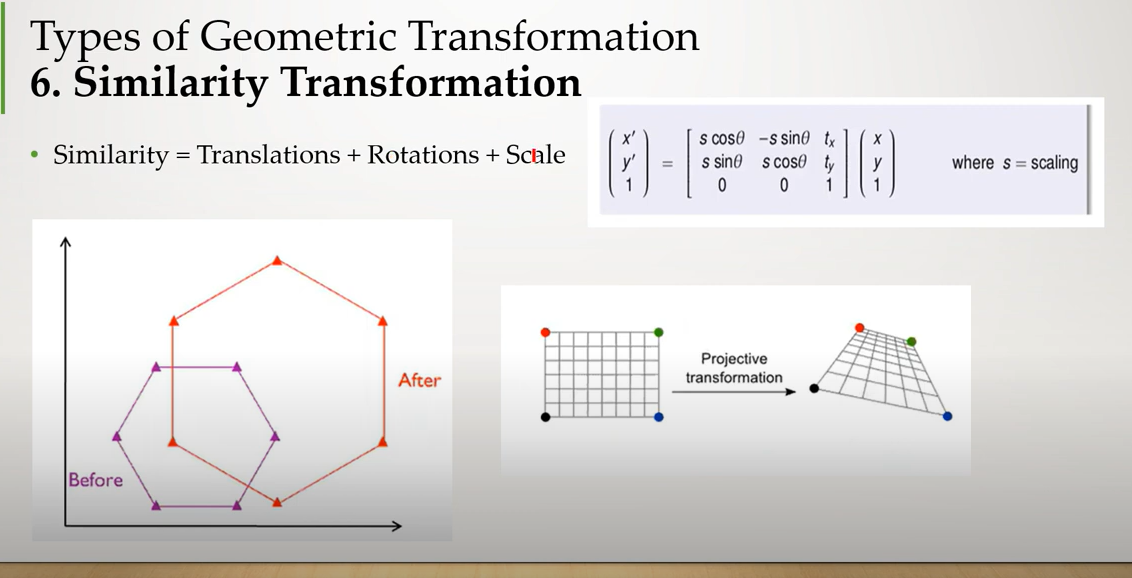 Types of Geometric Transformation
6. Similarity Transformation
• Similarity = Translations + Rotations + Scale
( x′ ) = [ s cosθ −s sinθ tx ] ( x )
( y′ ) = [ s sinθ s cosθ ty ] ( y ) where s = scaling
( 1 ) = [ 0 0 1 ] ( 1 )
After
Before
Projective
transformation